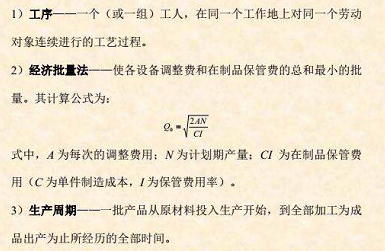 1）工序——一个（或一组）工人，在同一个工作地上对同一个劳动
对象连续进行的工艺过程。
2）经济批量法——使各设备调整费和在制品保管费的总和最小的批
量。其计算公式为：
Q₀ = √(2AN/CI)
式中，A 为每次的调整费用；N 为计划期产量；CI 为在制品保管费
用（C 为单件制造成本，I 为保管费用率）。
3）生产周期——一批产品从原材料投入生产开始，到全部加工为成
品出产为止所经历的全部时间。